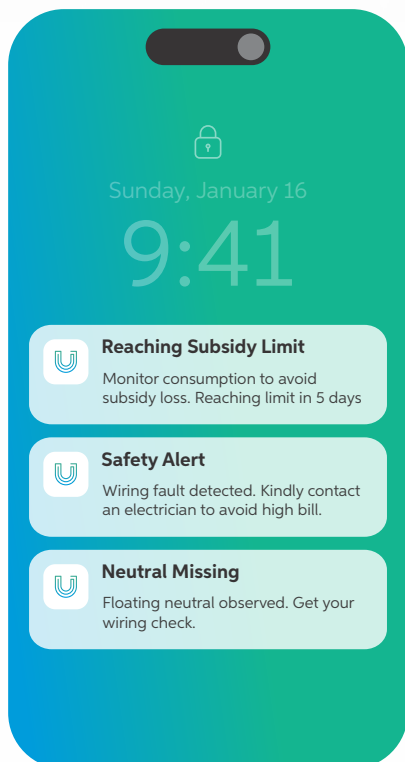 Sunday, January 16
9:41
Reaching Subsidy Limit
Monitor consumption to avoid
subsidy loss. Reaching limit in 5 days
Safety Alert
Wiring fault detected. Kindly contact
an electrician to avoid high bill.
Neutral Missing
Floating neutral observed. Get your
wiring check.